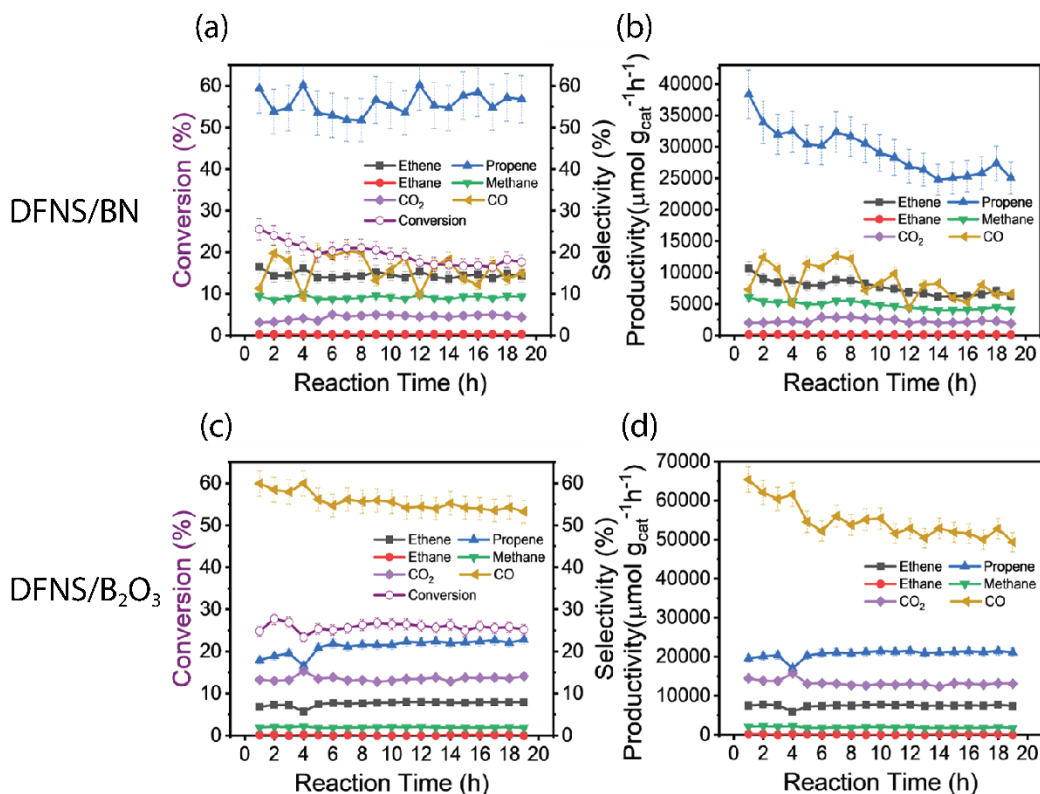 (a)
(b)
DFNS/BN
Conversion (%)
60
50
40
30
20
10
0
Ethene
Propene
Ethane
Methane
CO₂
CO
Conversion
60
50
40
30
20
10
0
Selectivity (%)
0 2 4 6 8 10 12 14 16 18 20
Reaction Time (h)
Productivity(µmol g_cat⁻¹h⁻¹)
40000
35000
30000
25000
20000
15000
10000
5000
0
Ethene
Propene
Ethane
Methane
CO₂
CO
0 2 4 6 8 10 12 14 16 18 20
Reaction Time (h)
(c)
(d)
DFNS/B₂O₃
Conversion (%)
60
50
40
30
20
10
0
Ethene
Propene
Ethane
Methane
CO₂
CO
Conversion
60
50
40
30
20
10
0
Selectivity (%)
0 2 4 6 8 10 12 14 16 18 20
Reaction Time (h)
Productivity(µmol g_cat⁻¹h⁻¹)
70000
60000
50000
40000
30000
20000
10000
0
Ethene
Propene
Ethane
Methane
CO₂
CO
0 2 4 6 8 10 12 14 16 18 20
Reaction Time (h)